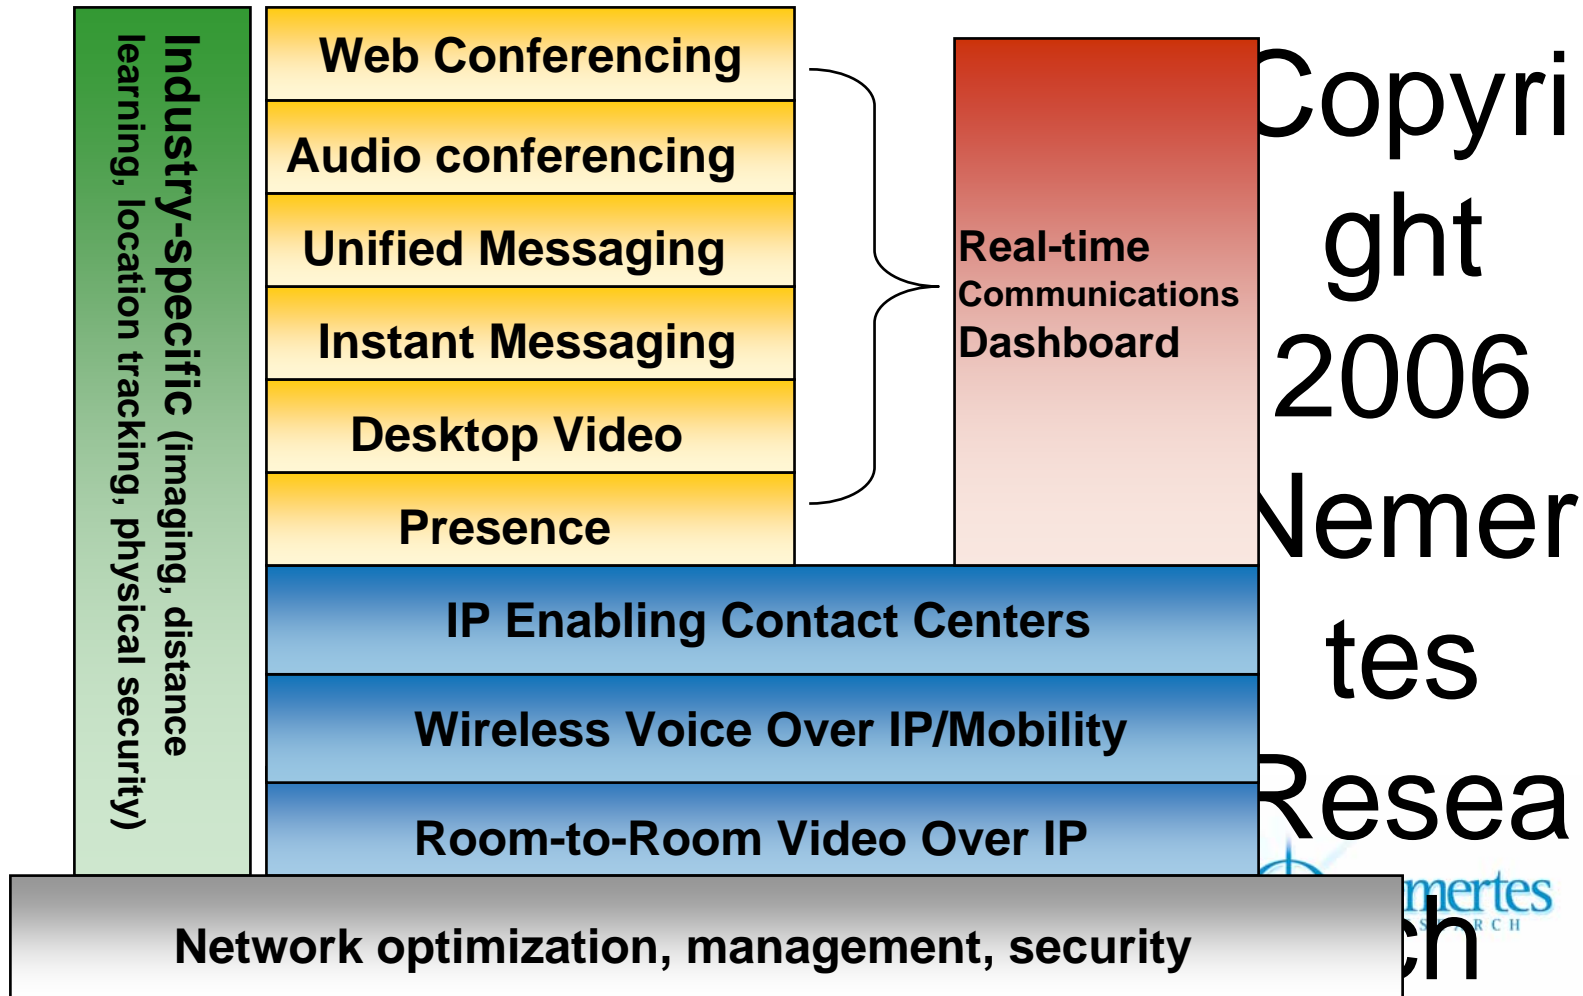 Industry-specific (imaging, distance
learning, location tracking, physical security)
Web Conferencing
Audio conferencing
Unified Messaging
Instant Messaging
Desktop Video
Presence
Real-time
Communications
Dashboard
IP Enabling Contact Centers
Wireless Voice Over IP/Mobility
Room-to-Room Video Over IP
Network optimization, management, security
Copyri
ght
2006
Nemer
tes
Resea
ch
mertes